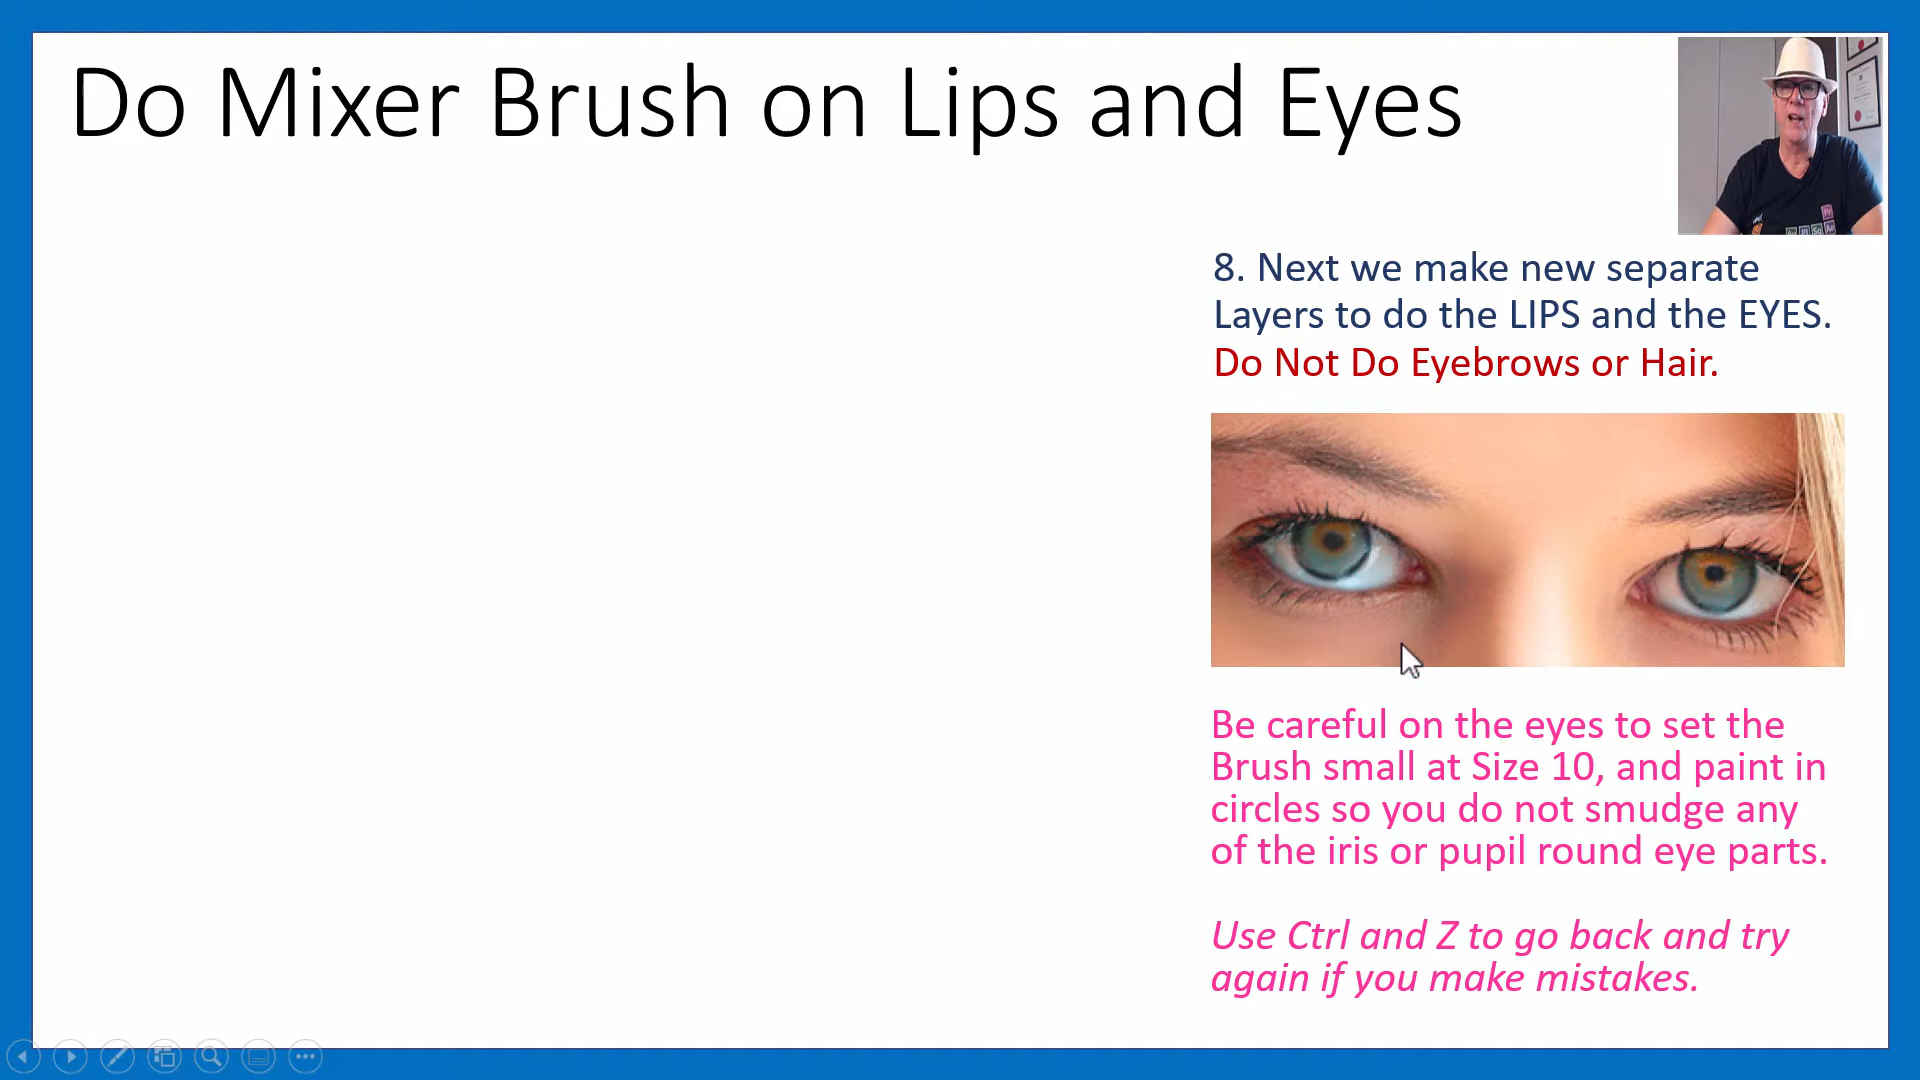 Do Mixer Brush on Lips and Eyes
8. Next we make new separate
Layers to do the LIPS and the EYES.
Do Not Do Eyebrows or Hair.
Be careful on the eyes to set the
Brush small at Size 10, and paint in
circles so you do not smudge any
of the iris or pupil round eye parts.
Use Ctrl and Z to go back and try
again if you make mistakes.